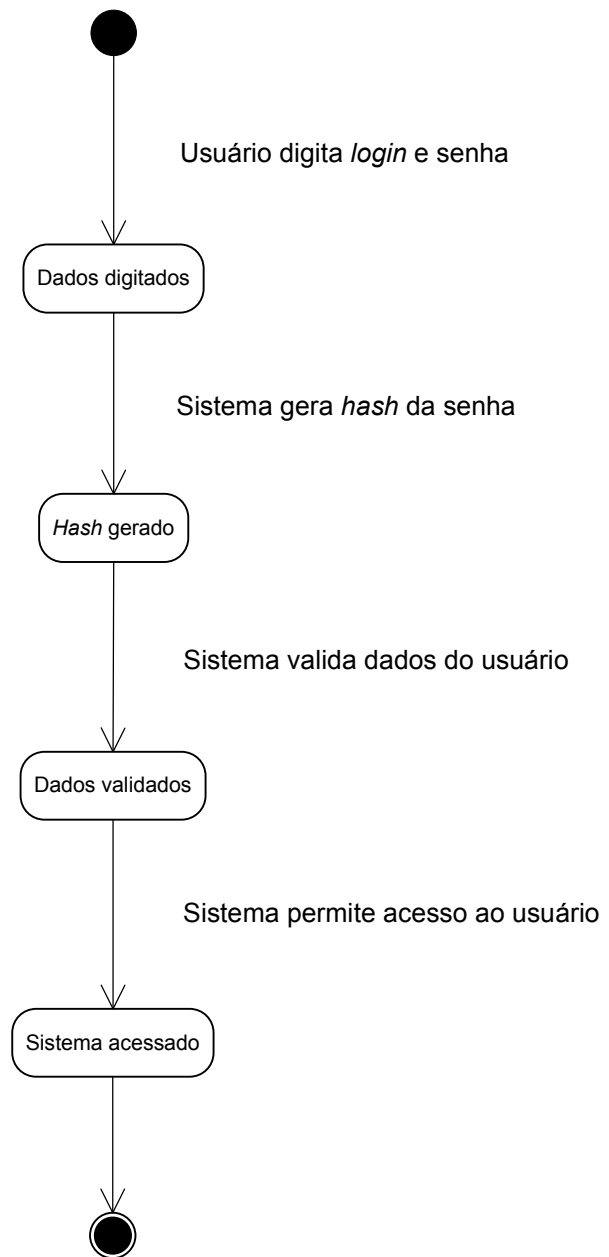 Usuário digita login e senha
Dados digitados
Sistema gera hash da senha
Hash gerado
Sistema valida dados do usuário
Dados validados
Sistema permite acesso ao usuário
Sistema acessado